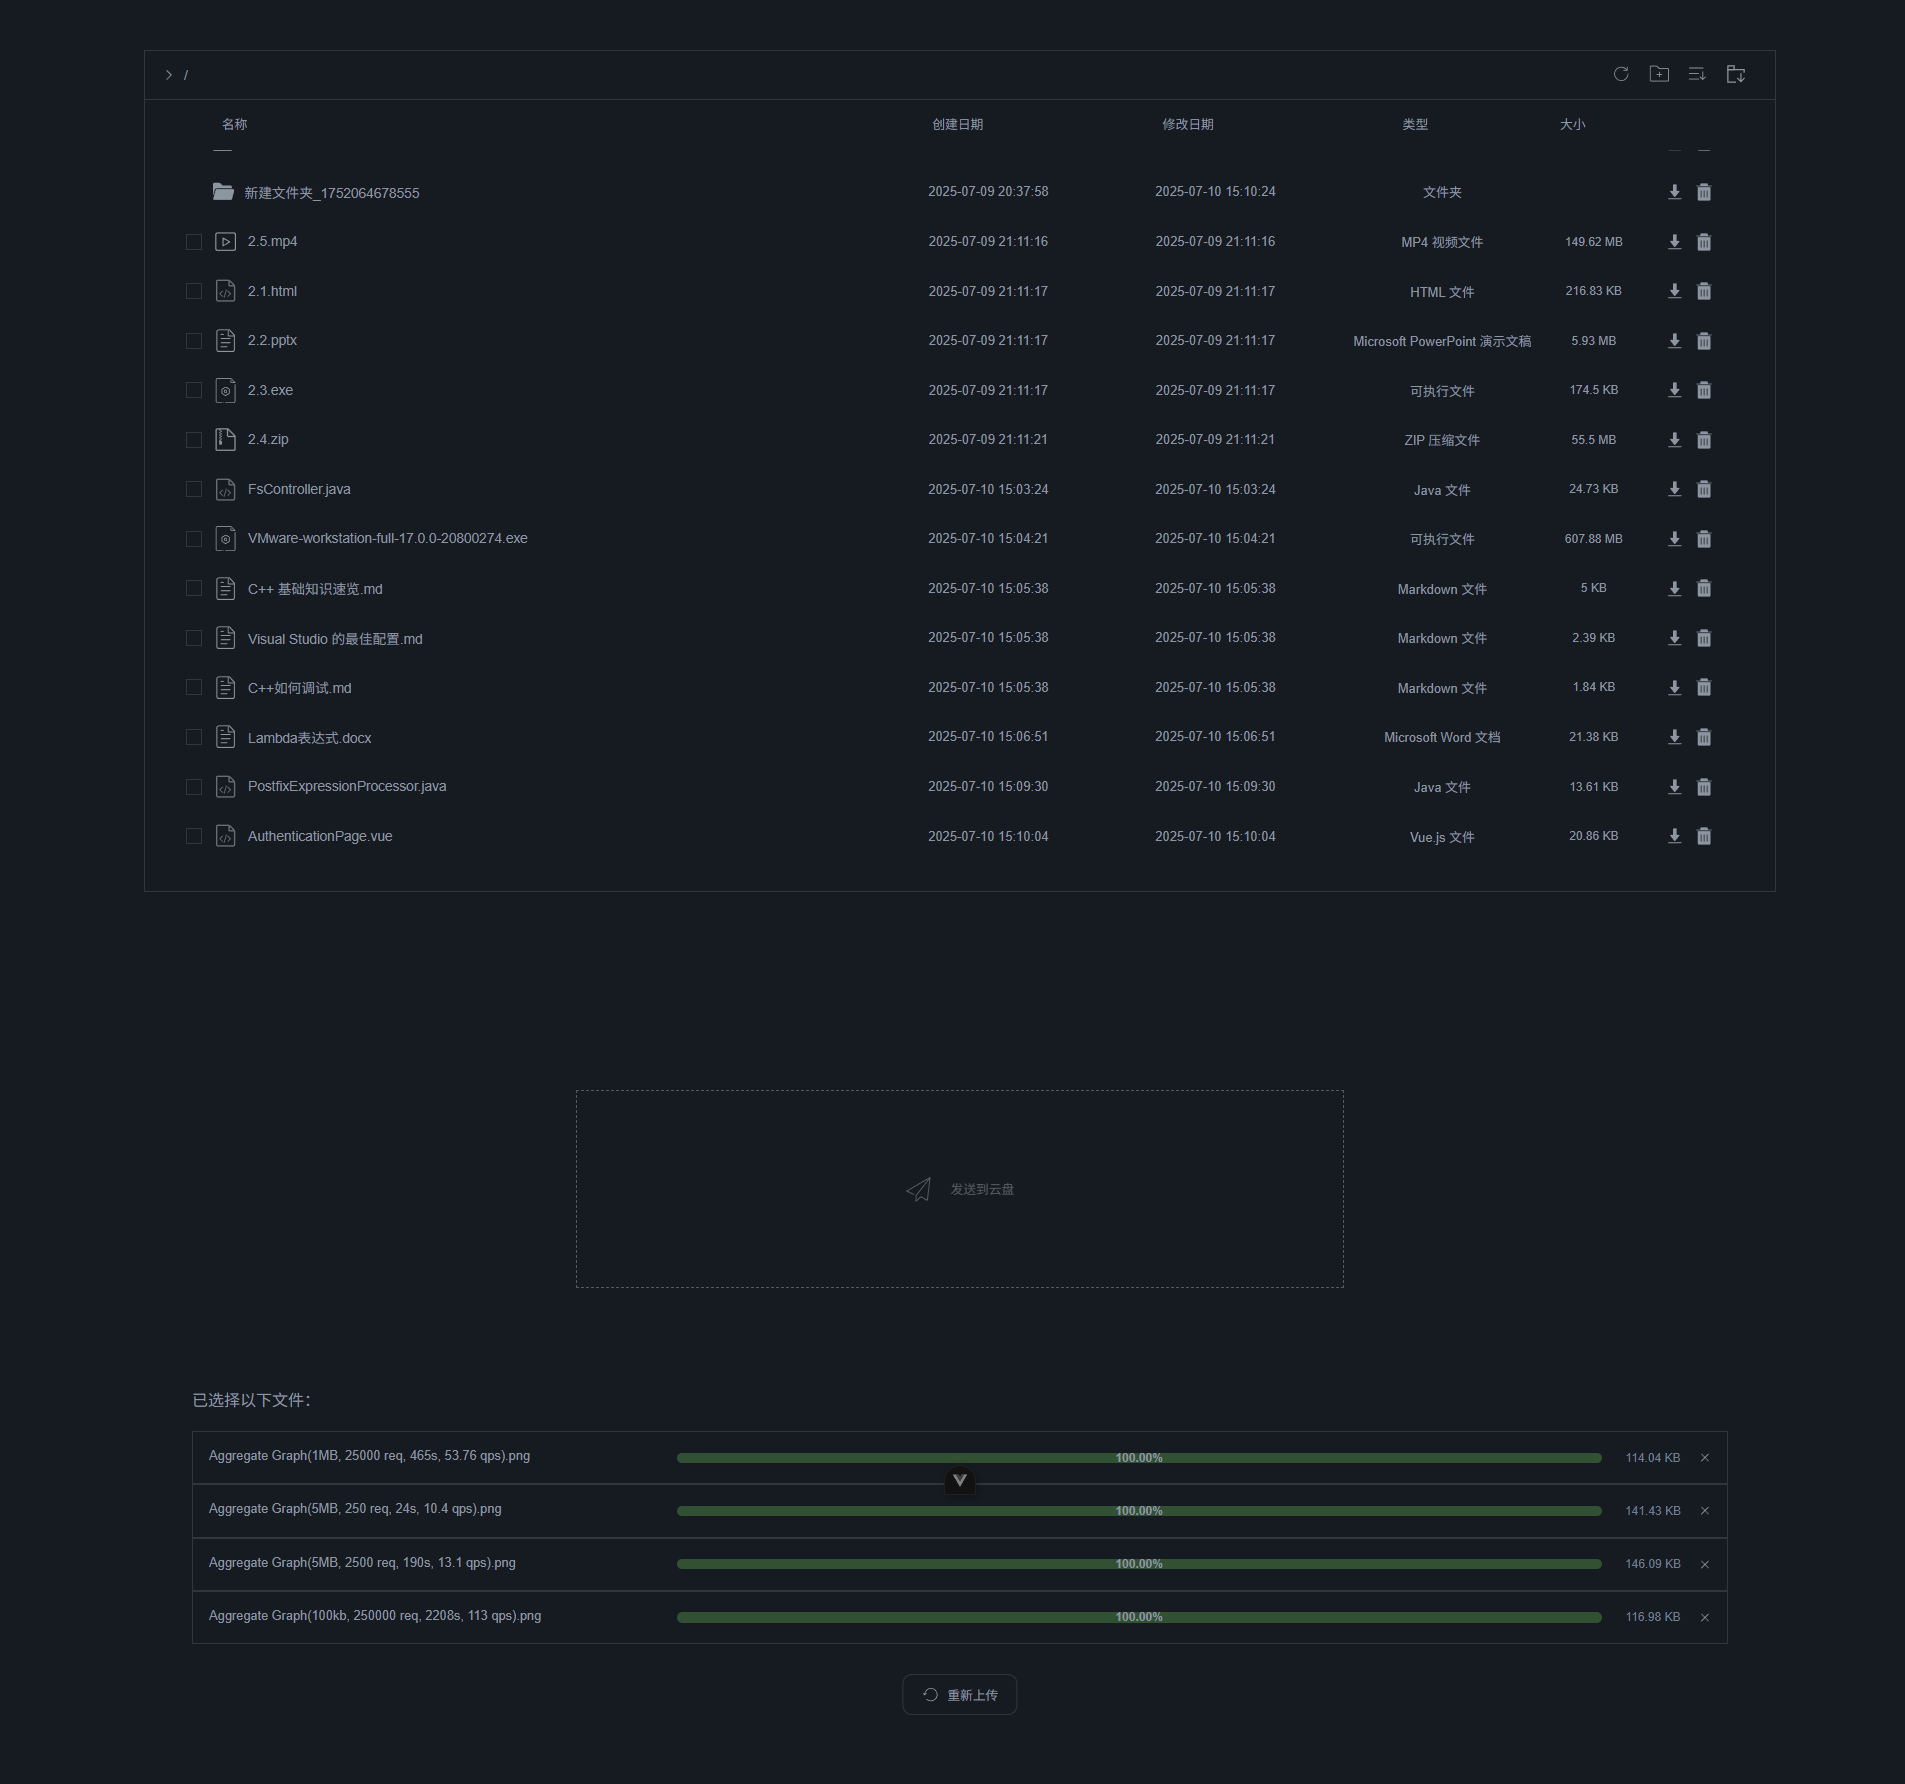 /
名称 创建日期 修改日期 类型 大小
新建文件夹_1752064678555 2025-07-09 20:37:58 2025-07-10 15:10:24 文件夹
2.5.mp4 2025-07-09 21:11:16 2025-07-09 21:11:16 MP4 视频文件 149.62 MB
2.1.html 2025-07-09 21:11:17 2025-07-09 21:11:17 HTML 文件 216.83 KB
2.2.pptx 2025-07-09 21:11:17 2025-07-09 21:11:17 Microsoft PowerPoint 演示文稿 5.93 MB
2.3.exe 2025-07-09 21:11:17 2025-07-09 21:11:17 可执行文件 174.5 KB
2.4.zip 2025-07-09 21:11:21 2025-07-09 21:11:21 ZIP 压缩文件 55.5 MB
FsController.java 2025-07-10 15:03:24 2025-07-10 15:03:24 Java 文件 24.73 KB
VMware-workstation-full-17.0.0-20800274.exe 2025-07-10 15:04:21 2025-07-10 15:04:21 可执行文件 607.88 MB
C++ 基础知识速览.md 2025-07-10 15:05:38 2025-07-10 15:05:38 Markdown 文件 5 KB
Visual Studio 的最佳配置.md 2025-07-10 15:05:38 2025-07-10 15:05:38 Markdown 文件 2.39 KB
C++如何调试.md 2025-07-10 15:05:38 2025-07-10 15:05:38 Markdown 文件 1.84 KB
Lambda表达式.docx 2025-07-10 15:06:51 2025-07-10 15:06:51 Microsoft Word 文档 21.38 KB
PostfixExpressionProcessor.java 2025-07-10 15:09:30 2025-07-10 15:09:30 Java 文件 13.61 KB
AuthenticationPage.vue 2025-07-10 15:10:04 2025-07-10 15:10:04 Vue.js 文件 20.86 KB
发送到云盘
已选择以下文件：
Aggregate Graph(1MB, 25000 req, 465s, 53.76 qps).png 100.00% 114.04 KB
Aggregate Graph(5MB, 250 req, 24s, 10.4 qps).png 100.00% 141.43 KB
Aggregate Graph(5MB, 2500 req, 190s, 13.1 qps).png 100.00% 146.09 KB
Aggregate Graph(100kb, 250000 req, 2208s, 113 qps).png 100.00% 116.98 KB
重新上传